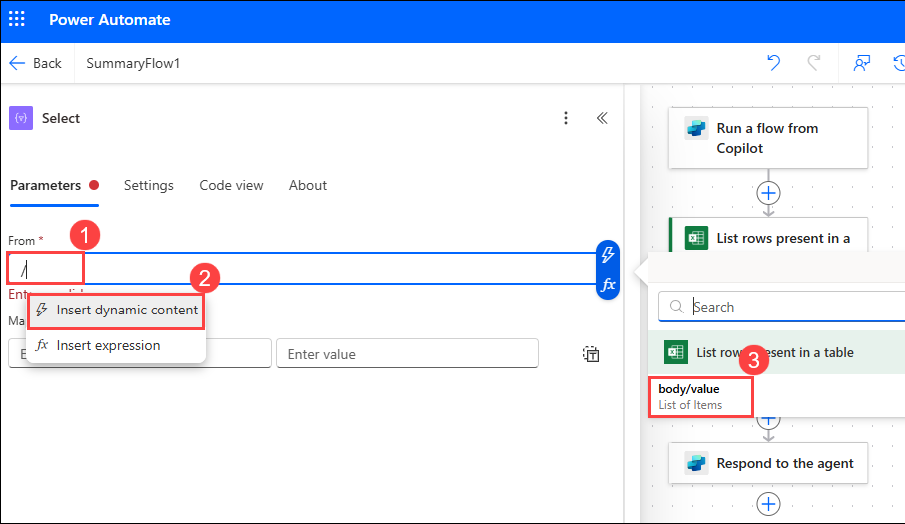 Power Automate
Back
SummaryFlow1
Select
Parameters
Settings
Code view
About
From *
1
/
2
Insert dynamic content
fx
Insert expression
Enter value
fx
Run a flow from
Copilot
List rows present in a
Search
List rows present in a table
3
body/value
List of Items
Respond to the agent